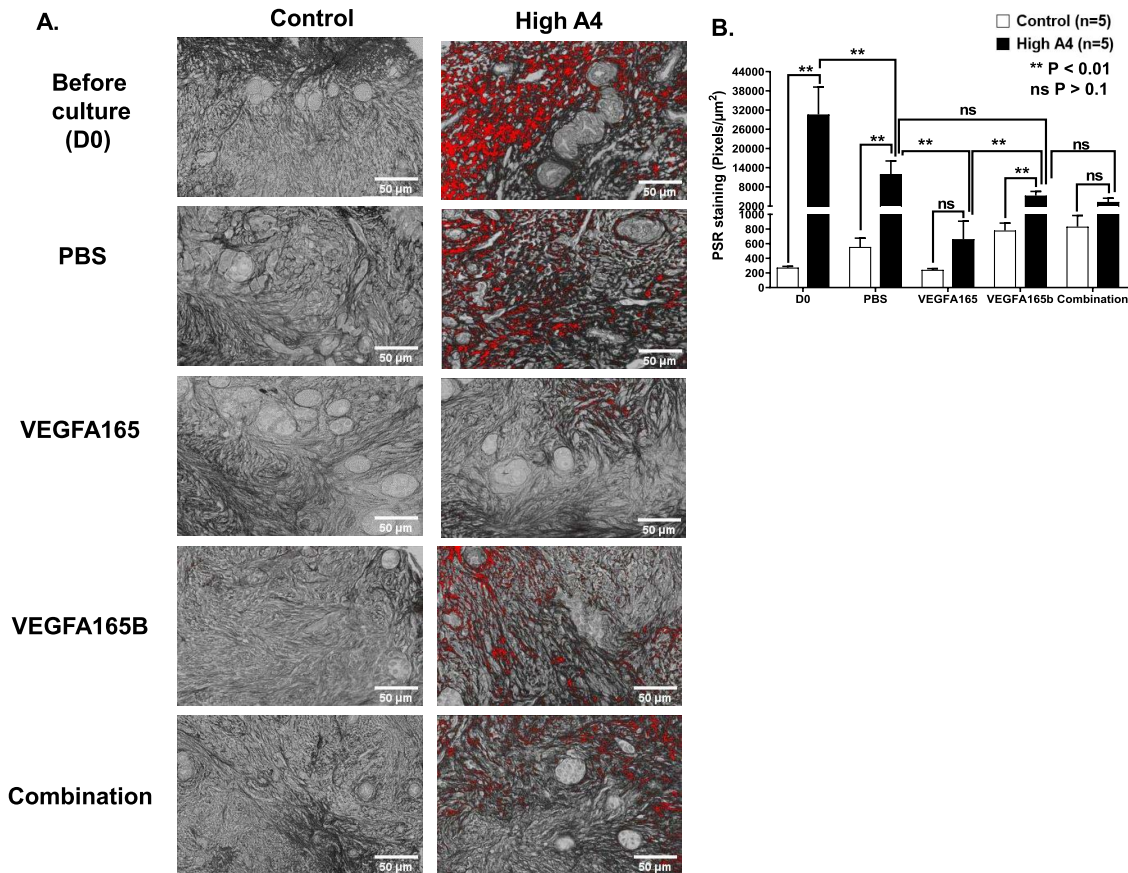 A.
Control
High A4
Before
culture
(D0)
50 µm
50 µm
PBS
50 µm
50 µm
VEGFA165
50 µm
50 µm
VEGFA165B
50 µm
50 µm
Combination
50 µm
50 µm
B.
Control (n=5)
High A4 (n=5)
** P < 0.01
ns P > 0.1
PSR staining (Pixels/µm²)
44000
38000
32000
26000
20000
14000
8000
2000
1000
800
600
400
200
0
**
**
**
**
ns
ns
**
**
ns
ns
D0
PBS
VEGFA165
VEGFA165b
Combination